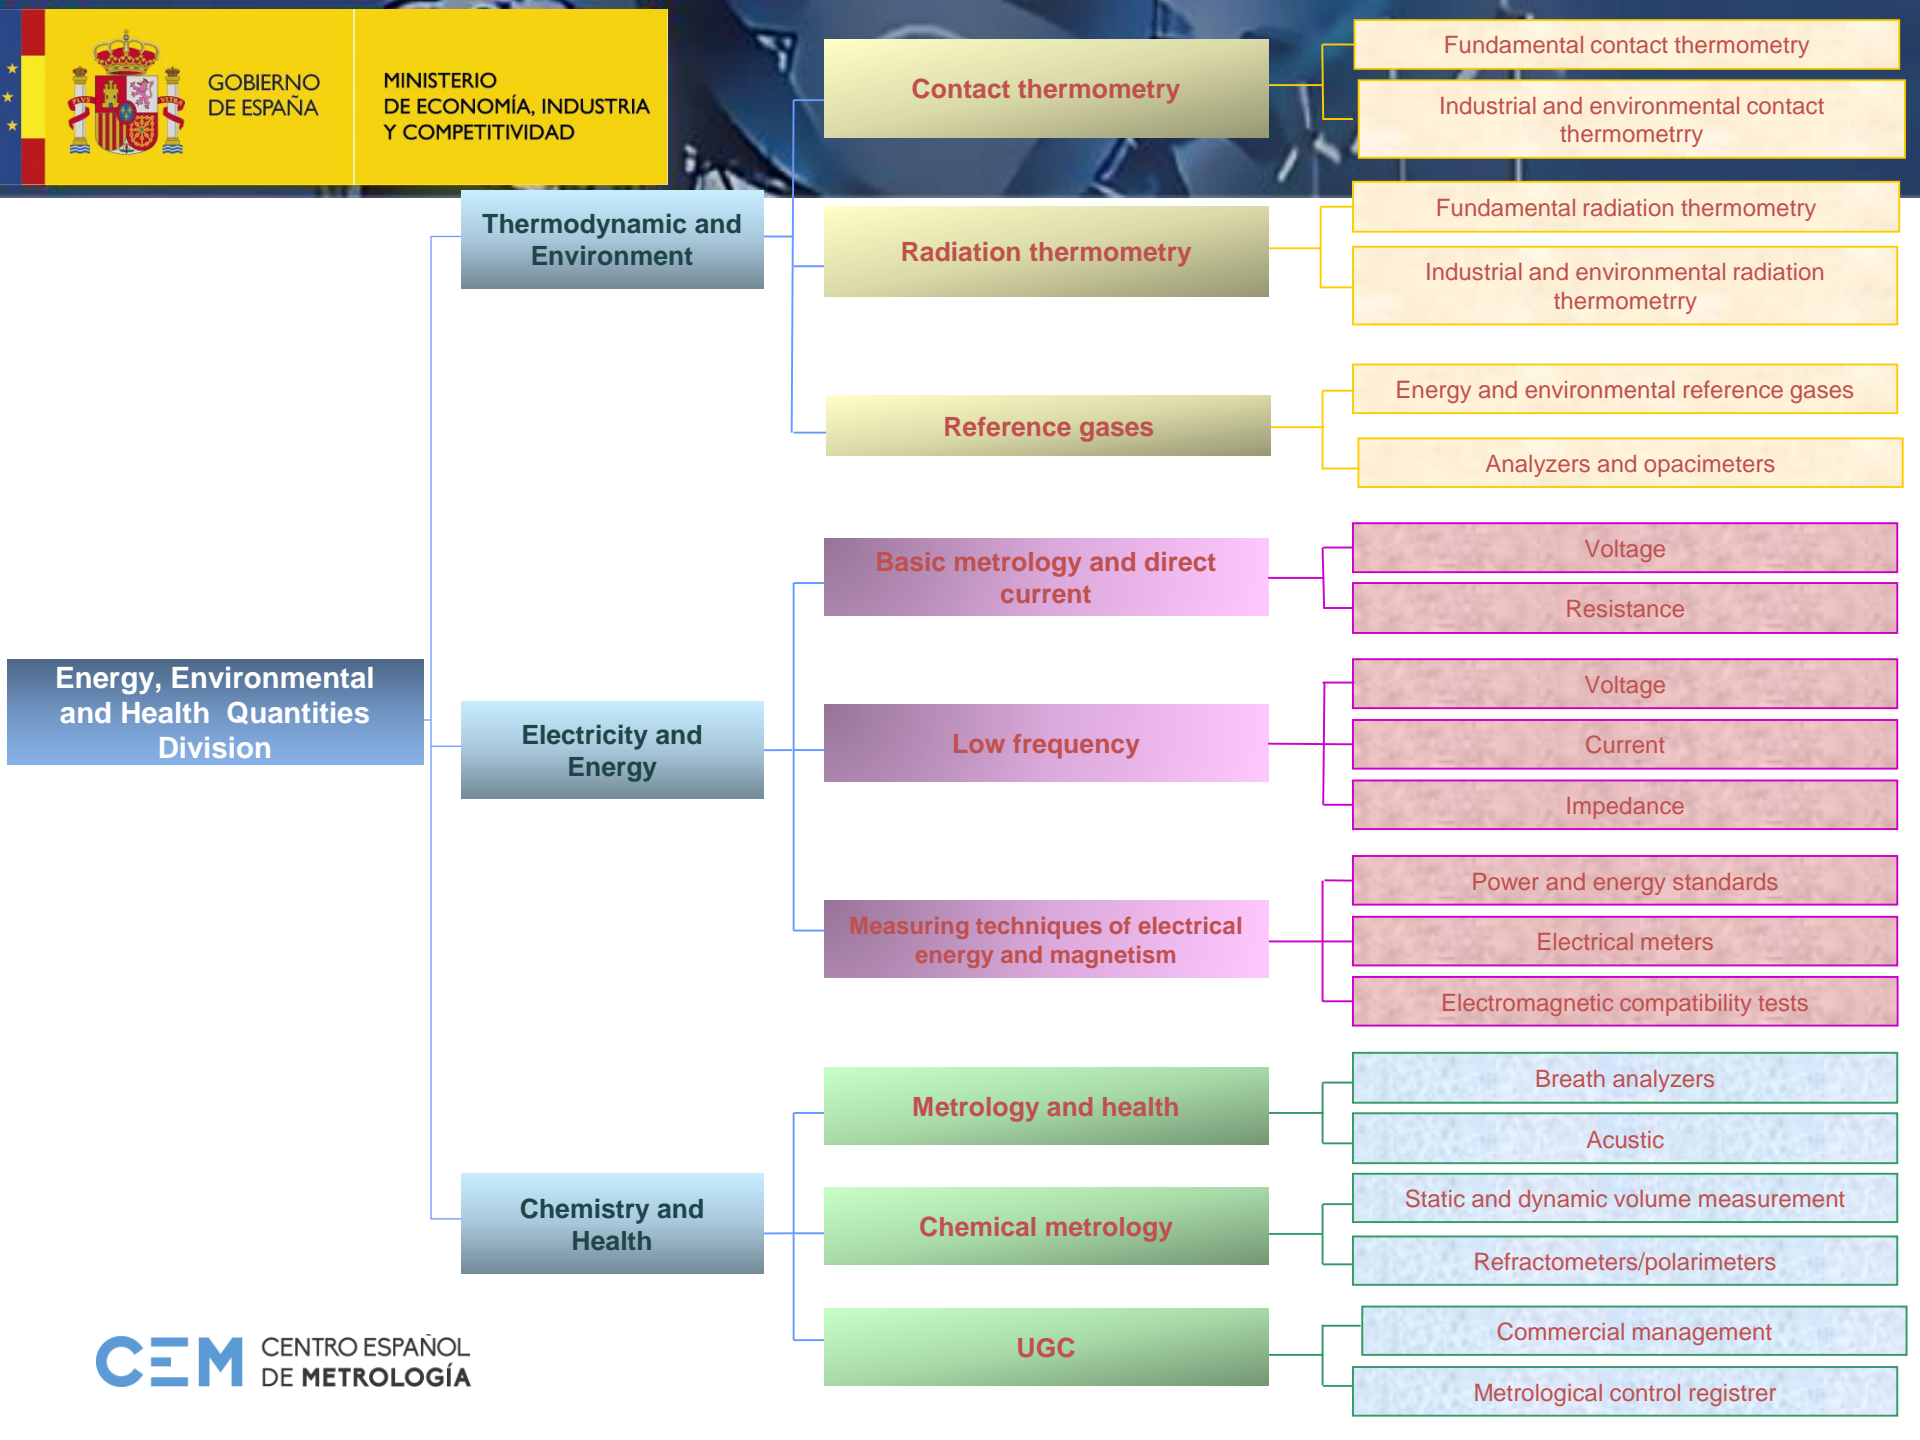 GOBIERNO
DE ESPAÑA
MINISTERIO
DE ECONOMÍA, INDUSTRIA
Y COMPETITIVIDAD
PLVS
VLTRA
Energy, Environmental
and Health Quantities
Division
Thermodynamic and
Environment
Contact thermometry
Fundamental contact thermometry
Industrial and environmental contact
thermometrry
Radiation thermometry
Fundamental radiation thermometry
Industrial and environmental radiation
thermometrry
Reference gases
Energy and environmental reference gases
Analyzers and opacimeters
Electricity and
Energy
Basic metrology and direct
current
Voltage
Resistance
Low frequency
Voltage
Current
Impedance
Measuring techniques of electrical
energy and magnetism
Power and energy standards
Electrical meters
Electromagnetic compatibility tests
Chemistry and
Health
Metrology and health
Breath analyzers
Acustic
Chemical metrology
Static and dynamic volume measurement
Refractometers/polarimeters
UGC
Commercial management
Metrological control registrer
CEM
CENTRO ESPAÑOL
DE METROLOGÍA